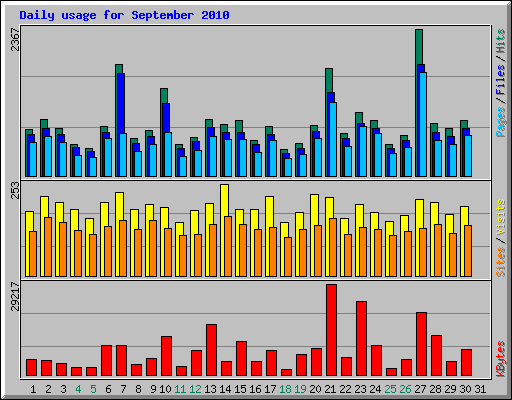 Daily usage for September 2010
2367
Pages / Files / Hits
253
Sites / Visits
29217
KBytes
1 2 3 4 5 6 7 8 9 10 11 12 13 14 15 16 17 18 19 20 21 22 23 24 25 26 27 28 29 30 31